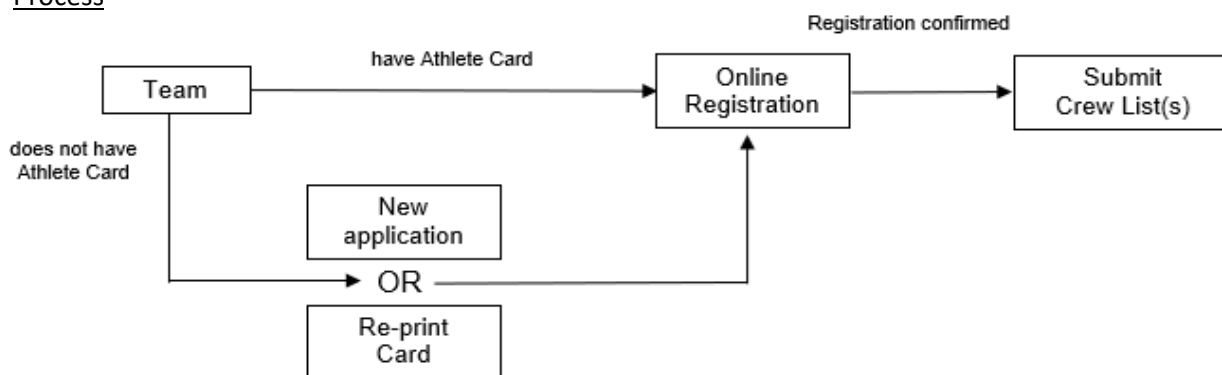 Process
Registration confirmed
have Athlete Card
Team
Online
Registration
Submit
Crew List(s)
does not have
Athlete Card
New
application
OR
Re-print
Card